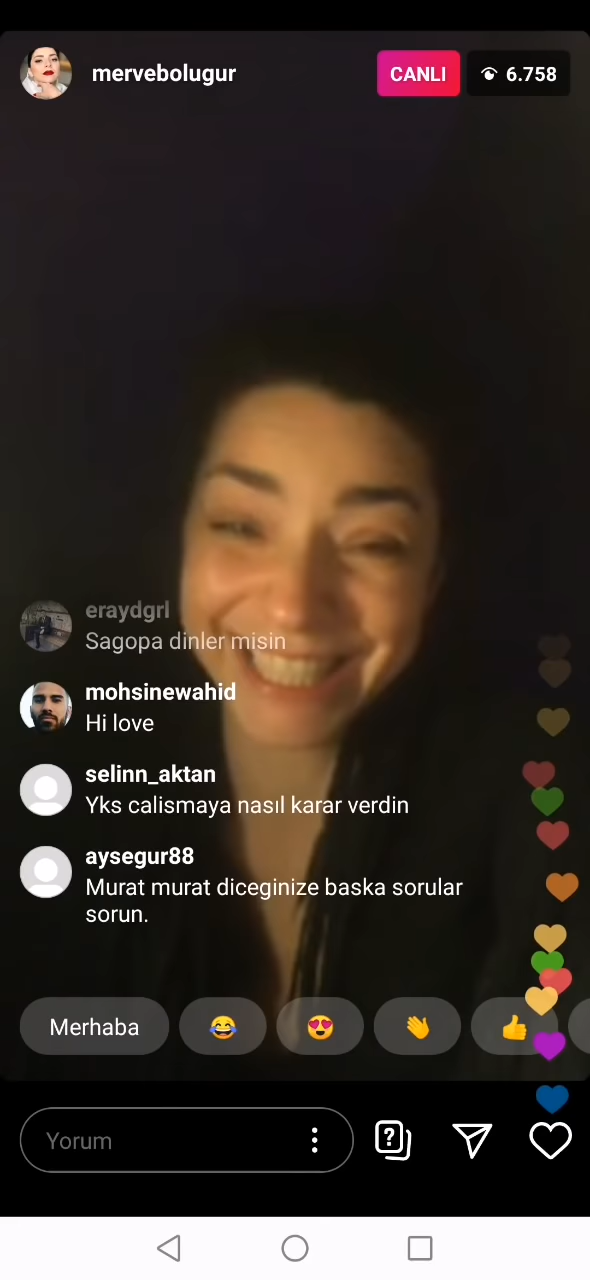 mervebolugur
CANLI
6.758
eraydgrl
Sagopa dinler misin
mohsinewahid
Hi love
selinn_aktan
Yks calismaya nasıl karar verdin
aysegur88
Murat murat diceginize baska sorular
sorun.
Merhaba
Yorum